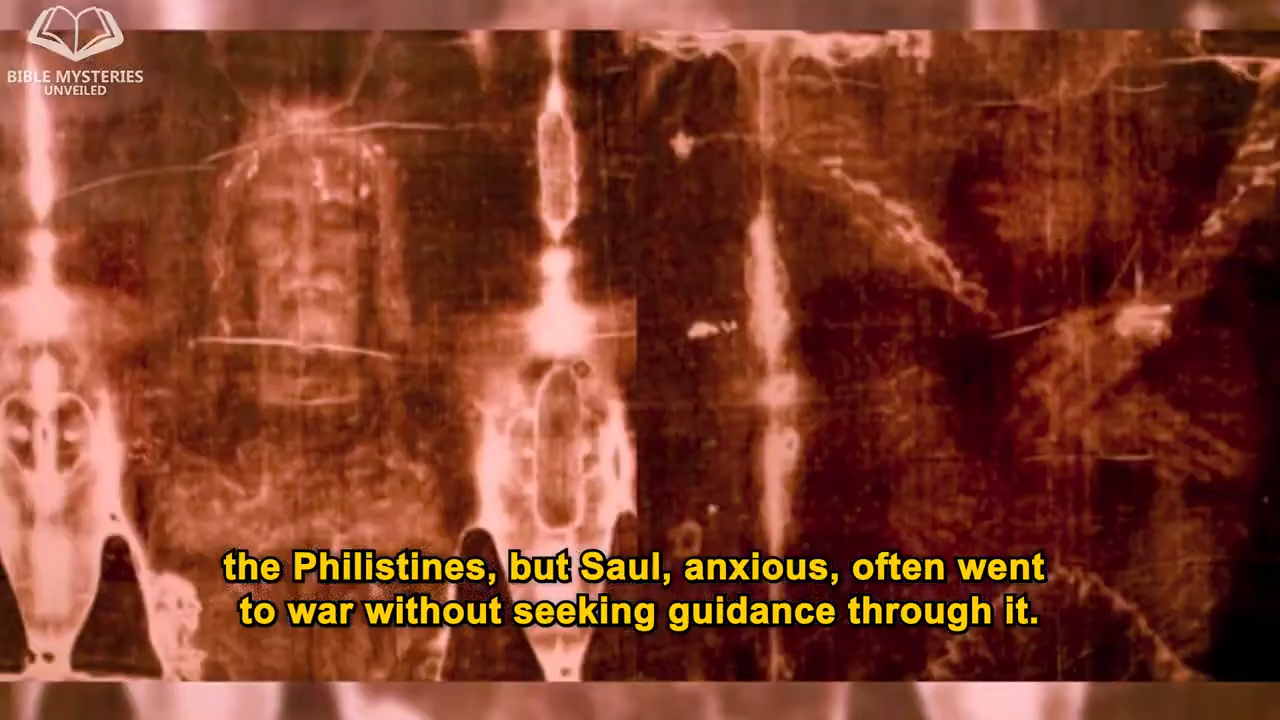 BIBLE MYSTERIES
UNVEILED
the Philistines, but Saul, anxious, often went
to war without seeking guidance through it.